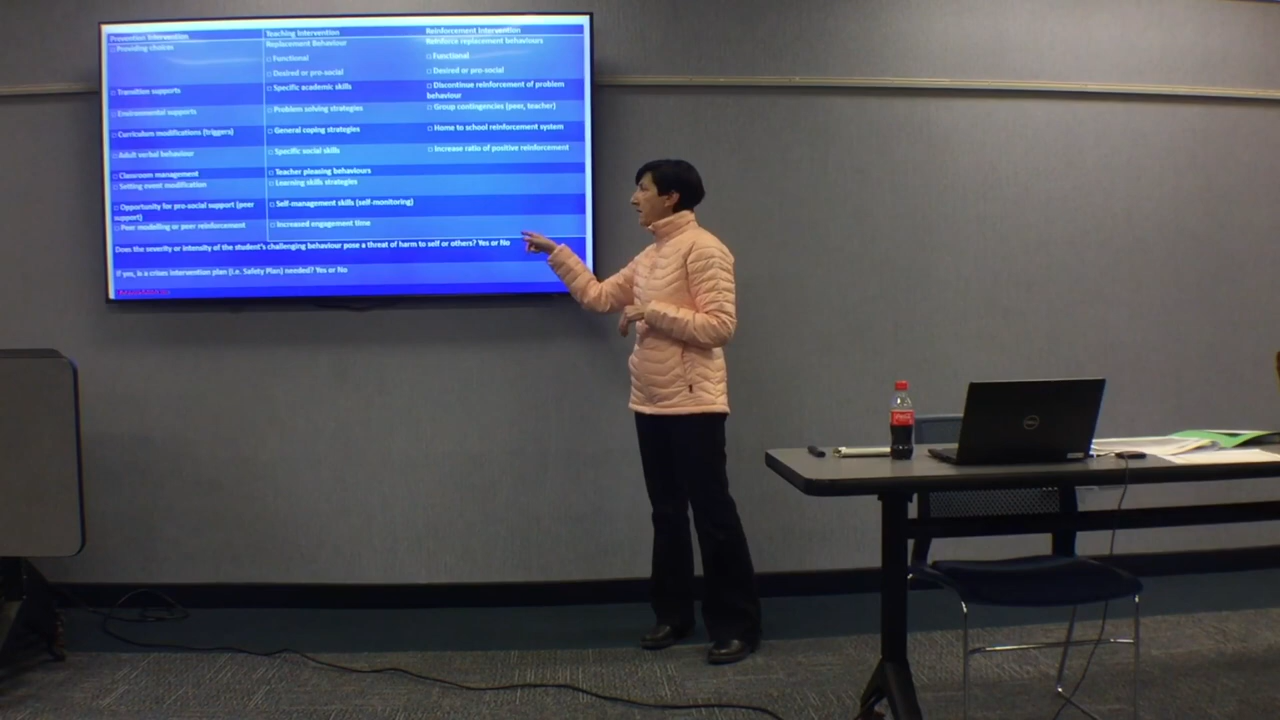 Prevention Intervention
Teaching Intervention
Reinforcement Intervention
□ Providing choices
Replacement Behaviour
Reinforce replacement behaviours
□ Functional
□ Functional
□ Desired or pro-social
□ Desired or pro-social
□ Transition supports
□ Specific academic skills
□ Discontinue reinforcement of problem
behaviour
□ Environmental supports
□ Problem solving strategies
□ Group contingencies (peer, teacher)
□ Curriculum modifications (triggers)
□ General coping strategies
□ Home to school reinforcement system
□ Adult verbal behaviour
□ Specific social skills
□ Increase ratio of positive reinforcement
□ Classroom management
□ Teacher pleasing behaviours
□ Setting event modification
□ Learning skills strategies
□ Opportunity for pro-social support (peer
support)
□ Self-management skills (self-monitoring)
□ Peer modelling or peer reinforcement
□ Increased engagement time
Does the severity or intensity of the student's challenging behaviour pose a threat of harm to self or others? Yes or No
If yes, is a crises intervention plan (i.e. Safety Plan) needed? Yes or No
Coca-Cola
DELL